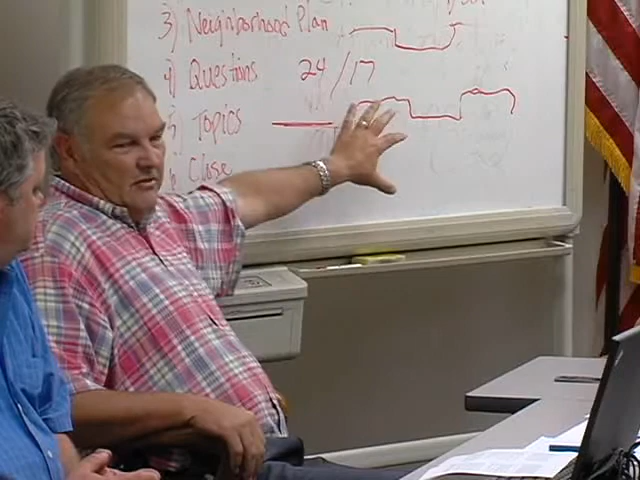 3) Neighborhood Plan
4) Questions 24/17
5) Topics
6 Close